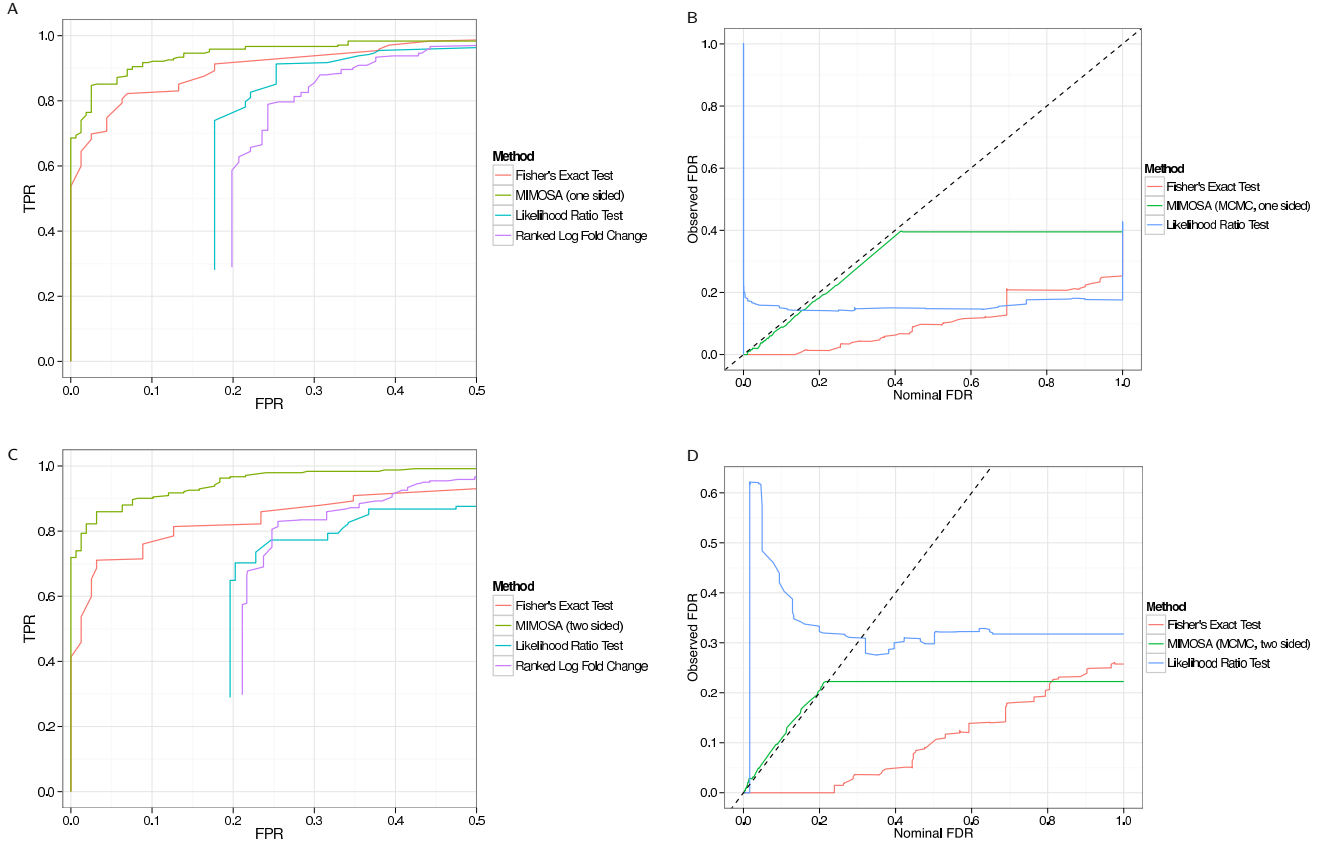 A
1.0
0.8
0.6
0.4
0.2
0.0
TPR
0.0 0.1 0.2 0.3 0.4 0.5
FPR
Method
Fisher's Exact Test
MIMOSA (one sided)
Likelihood Ratio Test
Ranked Log Fold Change
B
1.0
0.8
0.6
0.4
0.2
0.0
Observed FDR
0.0 0.2 0.4 0.6 0.8 1.0
Nominal FDR
Method
Fisher's Exact Test
MIMOSA (MCMC, one sided)
Likelihood Ratio Test
C
1.0
0.8
0.6
0.4
0.2
0.0
TPR
0.0 0.1 0.2 0.3 0.4 0.5
FPR
Method
Fisher's Exact Test
MIMOSA (two sided)
Likelihood Ratio Test
Ranked Log Fold Change
D
0.6
0.5
0.4
0.3
0.2
0.1
0.0
Observed FDR
0.0 0.2 0.4 0.6 0.8 1.0
Nominal FDR
Method
Fisher's Exact Test
MIMOSA (MCMC, two sided)
Likelihood Ratio Test